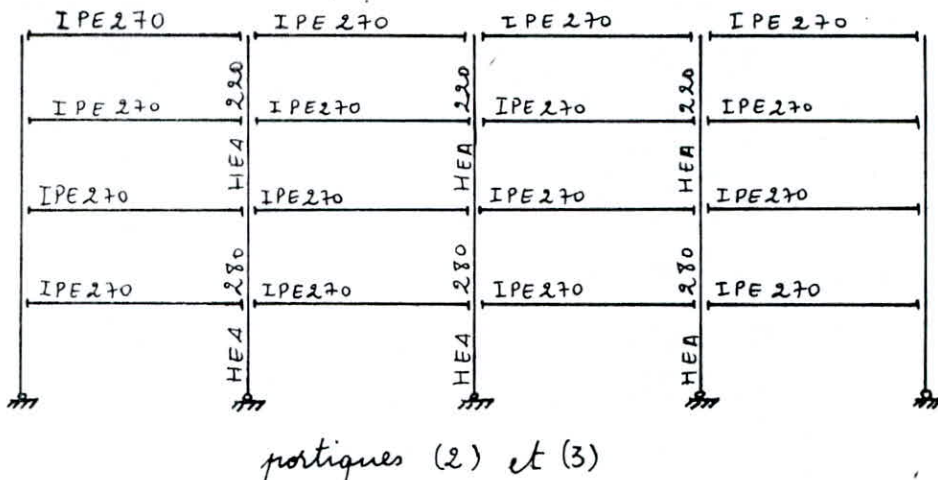 IPE270 IPE 270 IPE 270 IPE 270
HEA 220 HEA 220 HEA 220
IPE 270 IPE 270 IPE270 IPE270
IPE270 IPE270 IPE270 IPE270
HEA 280 HEA 280 HEA 280
IPE270 IPE270 IPE270 IPE270
portiques (2) et (3)